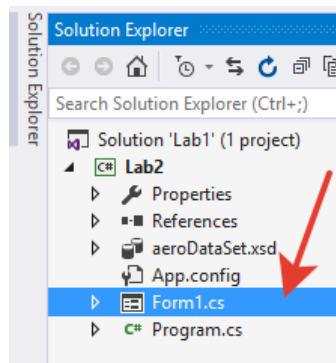 Solution Explorer
Solution Explorer
Search Solution Explorer (Ctrl+;)
Solution 'Lab1' (1 project)
C# Lab2
Properties
References
aeroDataSet.xsd
App.config
Form1.cs
C# Program.cs